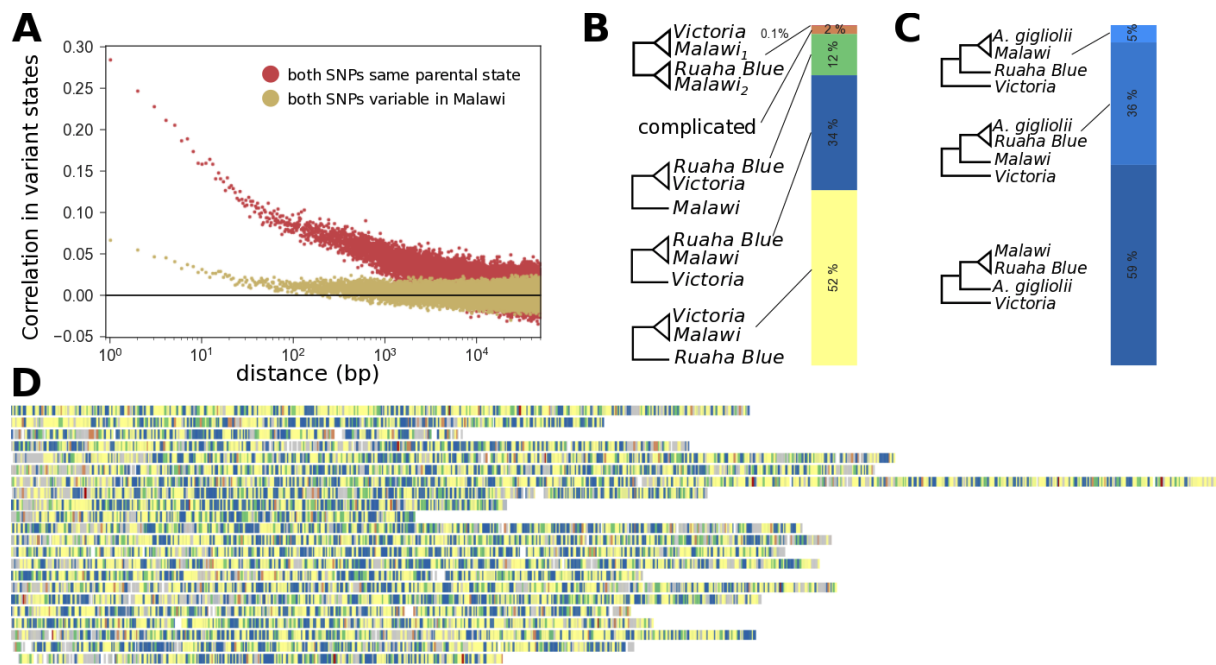 A
0.30
0.25
0.20
0.15
0.10
0.05
0.00
−0.05
Correlation in variant states
both SNPs same parental state
both SNPs variable in Malawi
10⁰
10¹
10²
10³
10⁴
distance (bp)
B
Victoria
Malawi₁
Ruaha Blue
Malawi₂
complicated
Ruaha Blue
Victoria
Malawi
Ruaha Blue
Malawi
Victoria
Victoria
Malawi
Ruaha Blue
0.1%
2 %
12 %
34 %
52 %
C
A. gigliolii
Malawi
Ruaha Blue
Victoria
A. gigliolii
Ruaha Blue
Malawi
Victoria
Malawi
Ruaha Blue
A. gigliolii
Victoria
5%
36 %
59 %
D